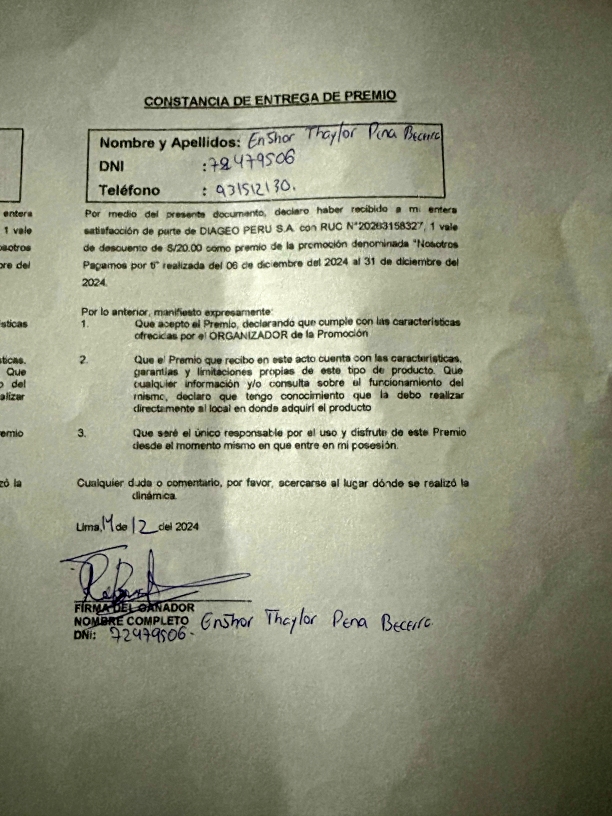 CONSTANCIA DE ENTREGA DE PREMIO
Nombre y Apellidos: Enshor Thaylor Pena Becerra
DNI : 72479506
Teléfono : 931512130.
Por medio del presente documento, declaro haber recibido a mi entera
satisfacción de parte de DIAGEO PERU S.A. con RUC N°20263158327, 1 vale
de descuento de S/20.00 como premio de la promoción denominada "Nosotros
Pagamos por ti" realizada del 06 de diciembre del 2024 al 31 de diciembre del
2024.
Por lo anterior, manifiesto expresamente:
1. Que acepto el Premio, declarando que cumple con las características
ofrecidas por el ORGANIZADOR de la Promoción
2. Que el Premio que recibo en este acto cuenta con las características,
garantías y limitaciones propias de este tipo de producto. Que
cualquier información y/o consulta sobre el funcionamiento del
mismo, declaro que tengo conocimiento que la debo realizar
directamente al local en donde adquirí el producto
3. Que seré el único responsable por el uso y disfrute de este Premio
desde el momento mismo en que entre en mi posesión.
Cualquier duda o comentario, por favor, acercarse al lugar dónde se realizó la
dinámica.
Lima, 14 de 12 del 2024
FIRMA DEL GANADOR
NOMBRE COMPLETO Enshor Thaylor Pena Becerra
DNI: 72479506.
entera
1 vale
osotros
bre del
ísticas
sticas,
Que
o del
alizar
remio
zó la